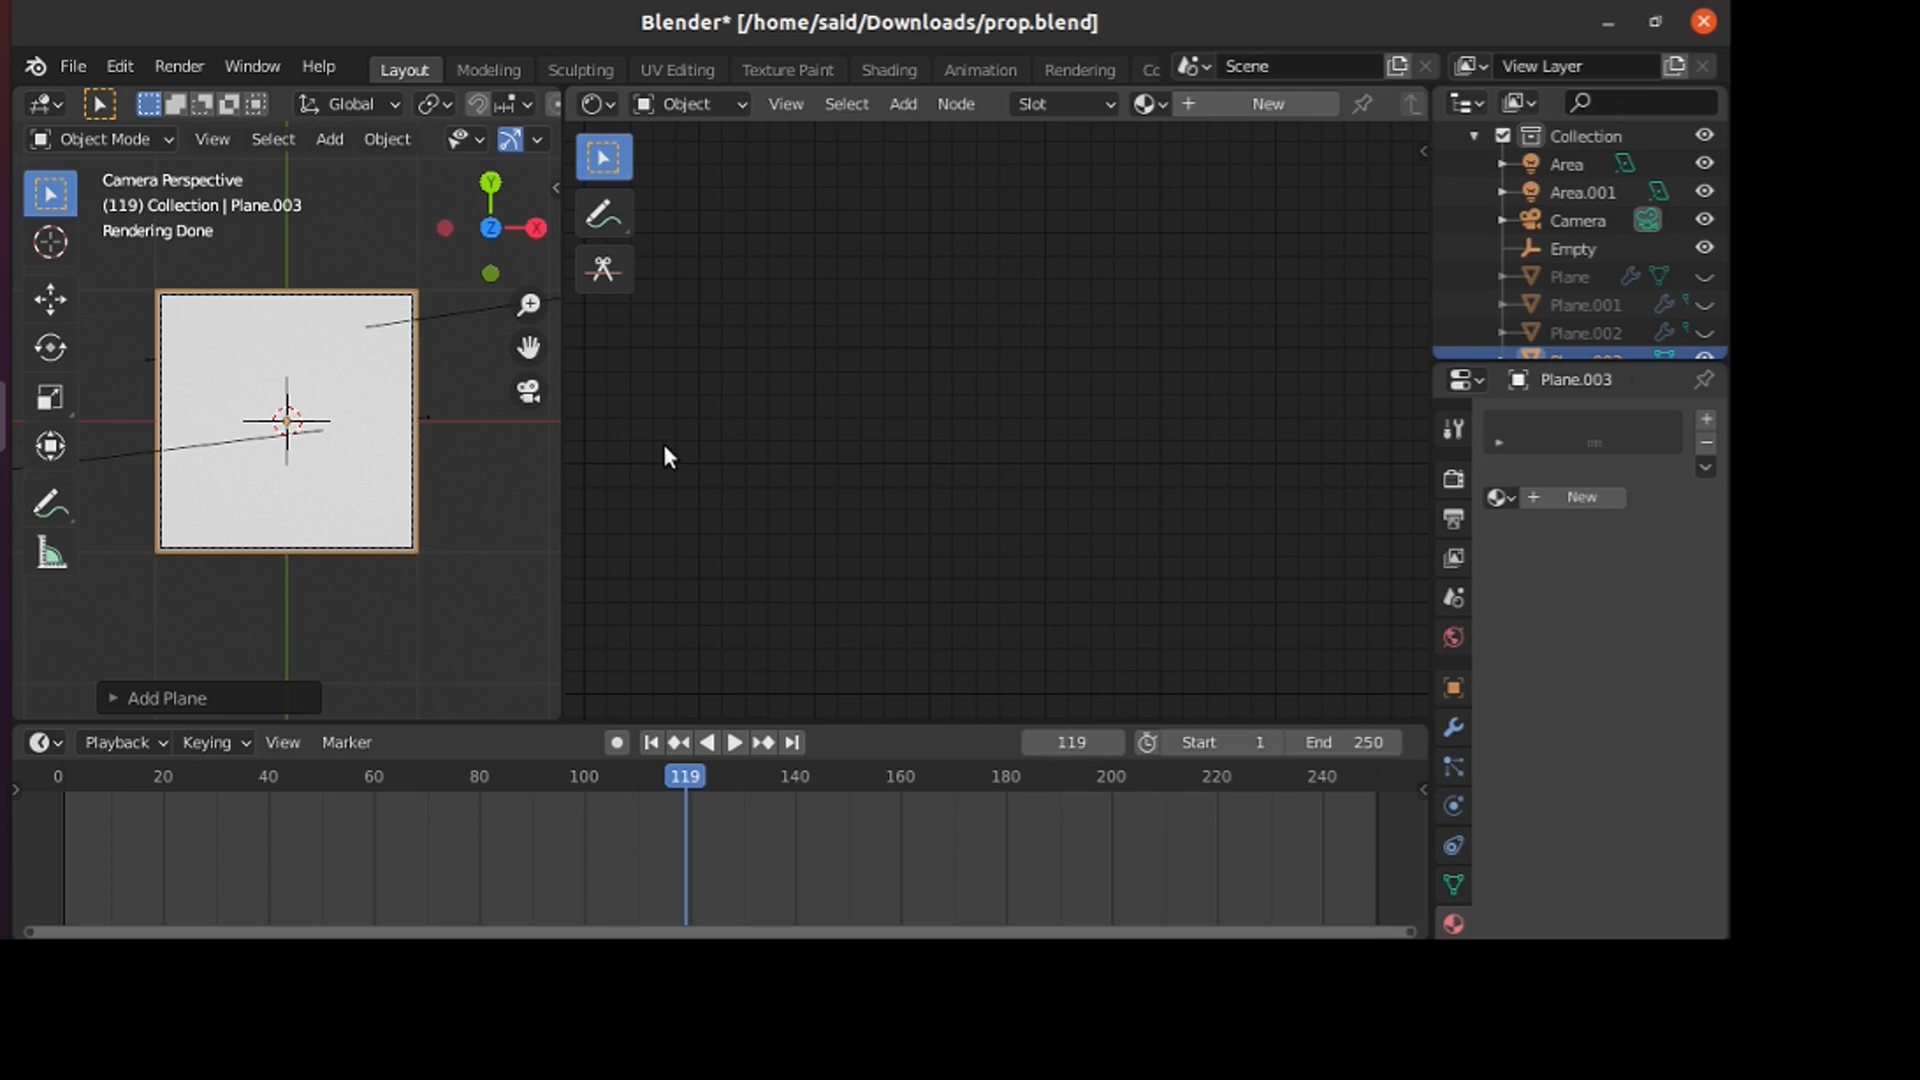 Blender* [/home/said/Downloads/prop.blend]
File Edit Render Window Help Layout Modeling Sculpting UV Editing Texture Paint Shading Animation Rendering Scene View Layer
Global Object View Select Add Node Slot New
Object Mode View Select Add Object
Camera Perspective
(119) Collection | Plane.003
Rendering Done
Y
Z
X
Add Plane
Collection
Area
Area.001
Camera
Empty
Plane
Plane.001
Plane.002
Plane.003
New
Playback Keying View Marker 119 Start 1 End 250
0 20 40 60 80 100 119 140 160 180 200 220 240